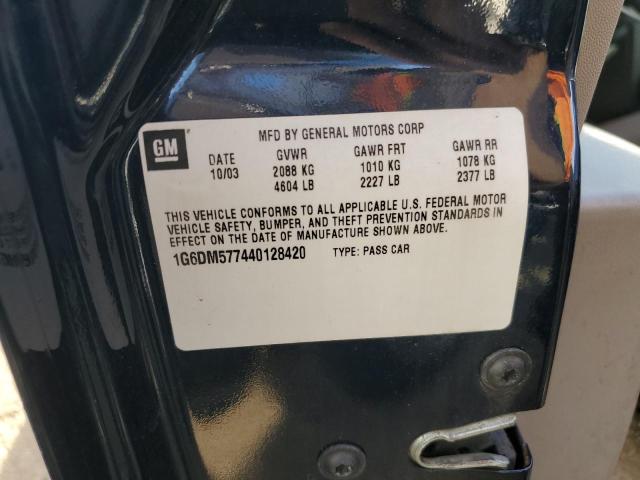 GM
MFD BY GENERAL MOTORS CORP
DATE GVWR GAWR FRT GAWR RR
10/03 2088 KG 1010 KG 1078 KG
4604 LB 2227 LB 2377 LB
THIS VEHICLE CONFORMS TO ALL APPLICABLE U.S. FEDERAL MOTOR
VEHICLE SAFETY, BUMPER, AND THEFT PREVENTION STANDARDS IN
EFFECT ON THE DATE OF MANUFACTURE SHOWN ABOVE.
1G6DM577440128420 TYPE: PASS CAR